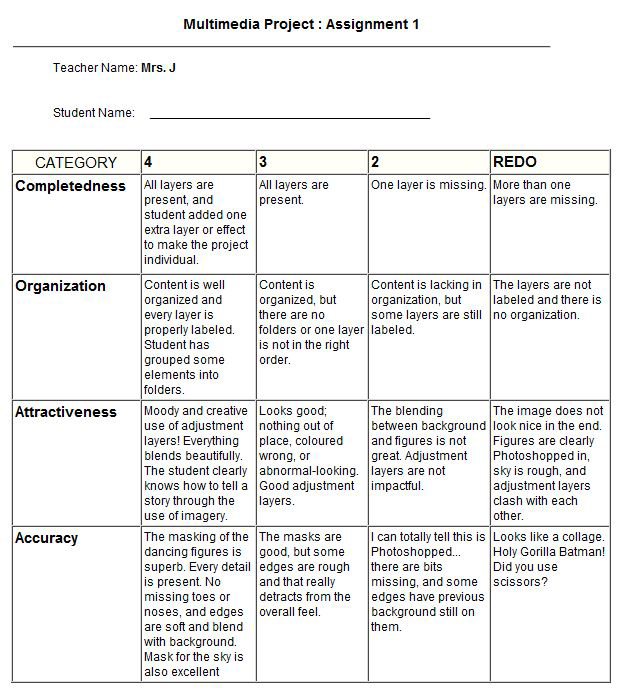 Multimedia Project : Assignment 1
Teacher Name: Mrs. J
Student Name:
CATEGORY 4 3 2 REDO
Completedness
All layers are
present, and
student added one
extra layer or effect
to make the project
individual.
All layers are
present.
One layer is missing.
More than one
layers are missing.
Organization
Content is well
organized and
every layer is
properly labeled.
Student has
grouped some
elements into
folders.
Content is
organized, but
there are no
folders or one layer
is not in the right
order.
Content is lacking in
organization, but
some layers are still
labeled.
The layers are not
labeled and there is
no organization.
Attractiveness
Moody and creative
use of adjustment
layers! Everything
blends beautifully.
The student clearly
knows how to tell a
story through the
use of imagery.
Looks good;
nothing out of
place, coloured
wrong, or
abnormal-looking.
Good adjustment
layers.
The blending
between background
and figures is not
great. Adjustment
layers are not
impactful.
The image does not
look nice in the end.
Figures are clearly
Photoshopped in,
sky is rough, and
adjustment layers
clash with each
other.
Accuracy
The masking of the
dancing figures is
superb. Every detail
is present. No
missing toes or
noses, and edges
are soft and blend
with background.
Mask for the sky is
also excellent
The masks are
good, but some
edges are rough
and that really
detracts from the
overall feel.
I can totally tell this is
Photoshopped...
there are bits
missing, and some
edges have previous
background still on
them.
Looks like a collage.
Holy Gorilla Batman!
Did you use
scissors?